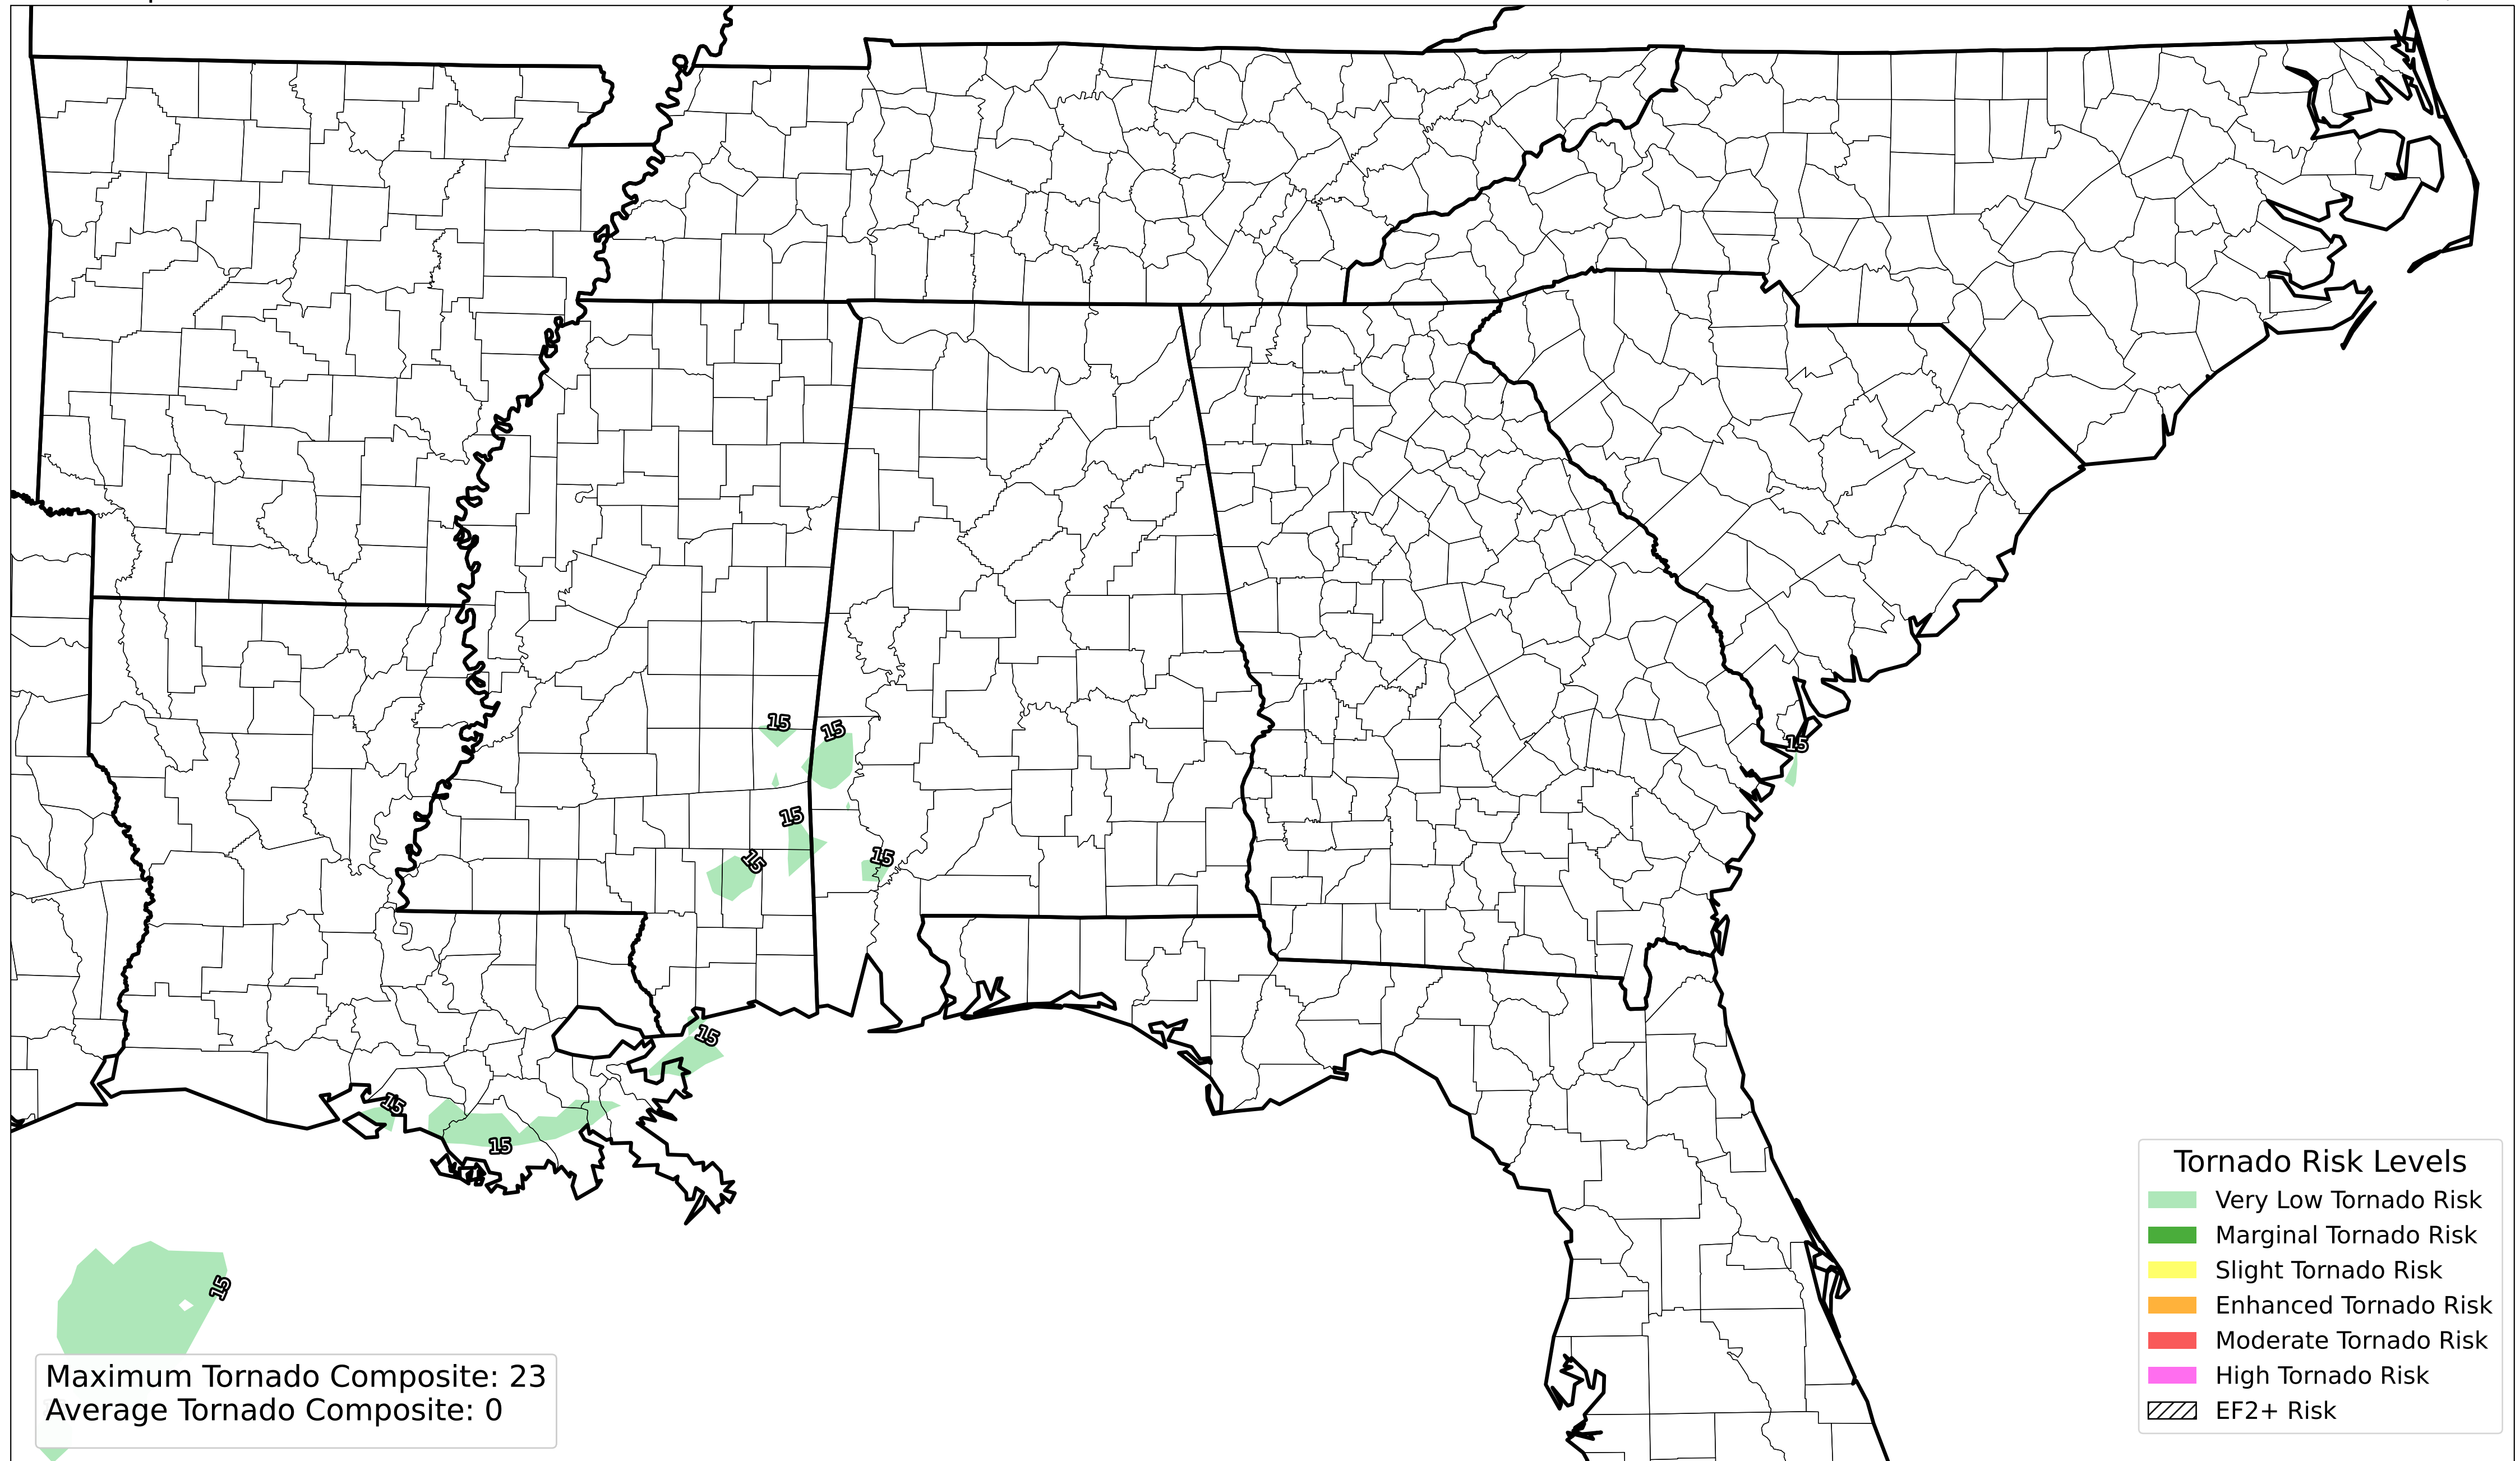 15
15
15
15
15
15
15
15
15
15
Maximum Tornado Composite: 23
Average Tornado Composite: 0
Tornado Risk Levels
Very Low Tornado Risk
Marginal Tornado Risk
Slight Tornado Risk
Enhanced Tornado Risk
Moderate Tornado Risk
High Tornado Risk
EF2+ Risk